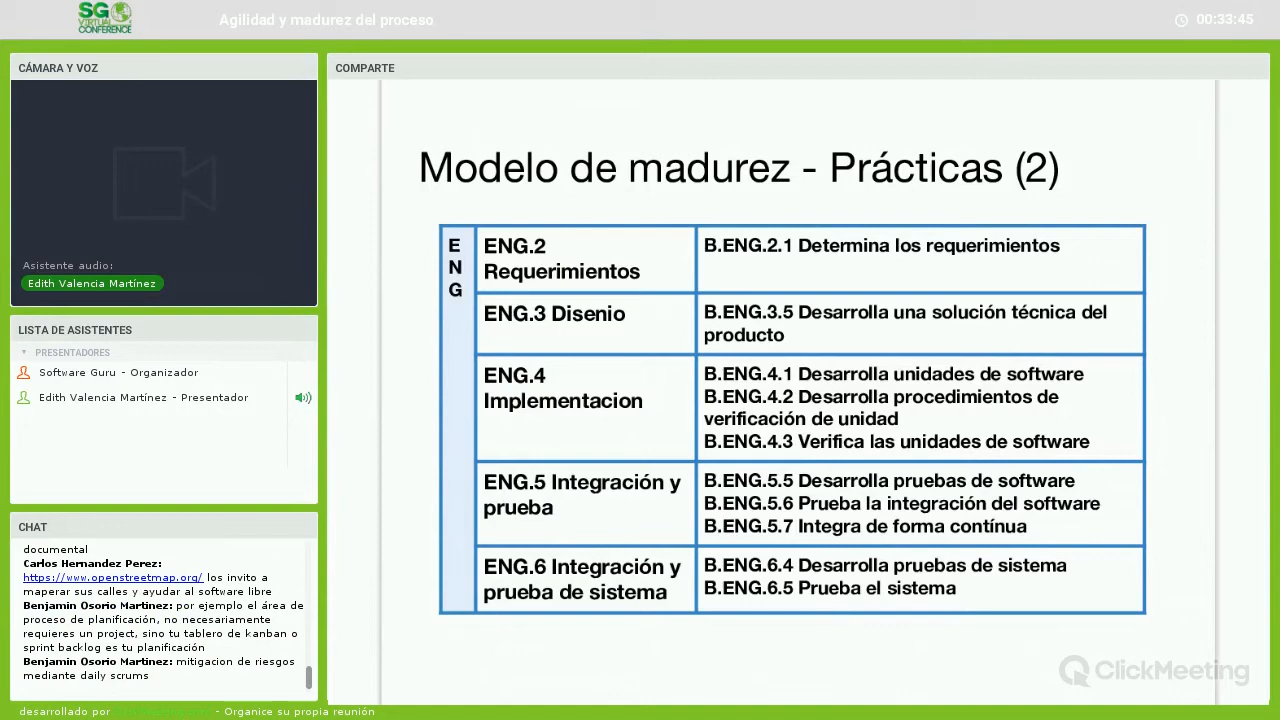 SG
VIRTUAL
CONFERENCE
Agilidad y madurez del proceso
00:33:45
CÁMARA Y VOZ
Asistente audio:
Edith Valencia Martínez
LISTA DE ASISTENTES
PRESENTADORES
Software Guru - Organizador
Edith Valencia Martínez - Presentador
CHAT
documental
Carlos Hernandez Perez:
https://www.openstreetmap.org/ los invito a
maperar sus calles y ayudar al software libre
Benjamin Osorio Martinez: por ejemplo el área de
proceso de planificación, no necesariamente
requieres un project, sino tu tablero de kanban o
sprint backlog es tu planificación
Benjamin Osorio Martinez: mitigacion de riesgos
mediante daily scrums
desarrollado por
- Organice su propia reunión
COMPARTE
Modelo de madurez - Prácticas (2)
E
N
G
ENG.2
Requerimientos
B.ENG.2.1 Determina los requerimientos
ENG.3 Disenio
B.ENG.3.5 Desarrolla una solución técnica del
producto
ENG.4
Implementacion
B.ENG.4.1 Desarrolla unidades de software
B.ENG.4.2 Desarrolla procedimientos de
verificación de unidad
B.ENG.4.3 Verifica las unidades de software
ENG.5 Integración y
prueba
B.ENG.5.5 Desarrolla pruebas de software
B.ENG.5.6 Prueba la integración del software
B.ENG.5.7 Integra de forma contínua
ENG.6 Integración y
prueba de sistema
B.ENG.6.4 Desarrolla pruebas de sistema
B.ENG.6.5 Prueba el sistema
ClickMeeting